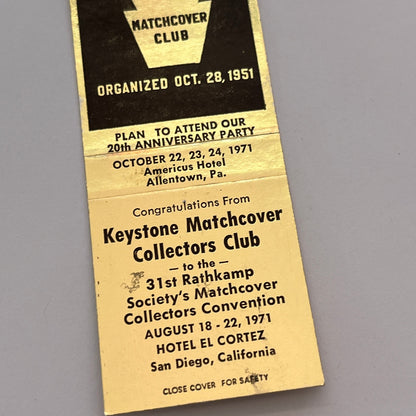 MATCHCOVER
CLUB
ORGANIZED OCT. 28, 1951
PLAN TO ATTEND OUR
20th ANNIVERSARY PARTY
OCTOBER 22, 23, 24, 1971
Americus Hotel
Allentown, Pa.
Congratulations From
Keystone Matchcover
Collectors Club
— to the —
31st Rathkamp
Society's Matchcover
Collectors Convention
AUGUST 18 - 22, 1971
HOTEL EL CORTEZ
San Diego, California
CLOSE COVER FOR SAFETY